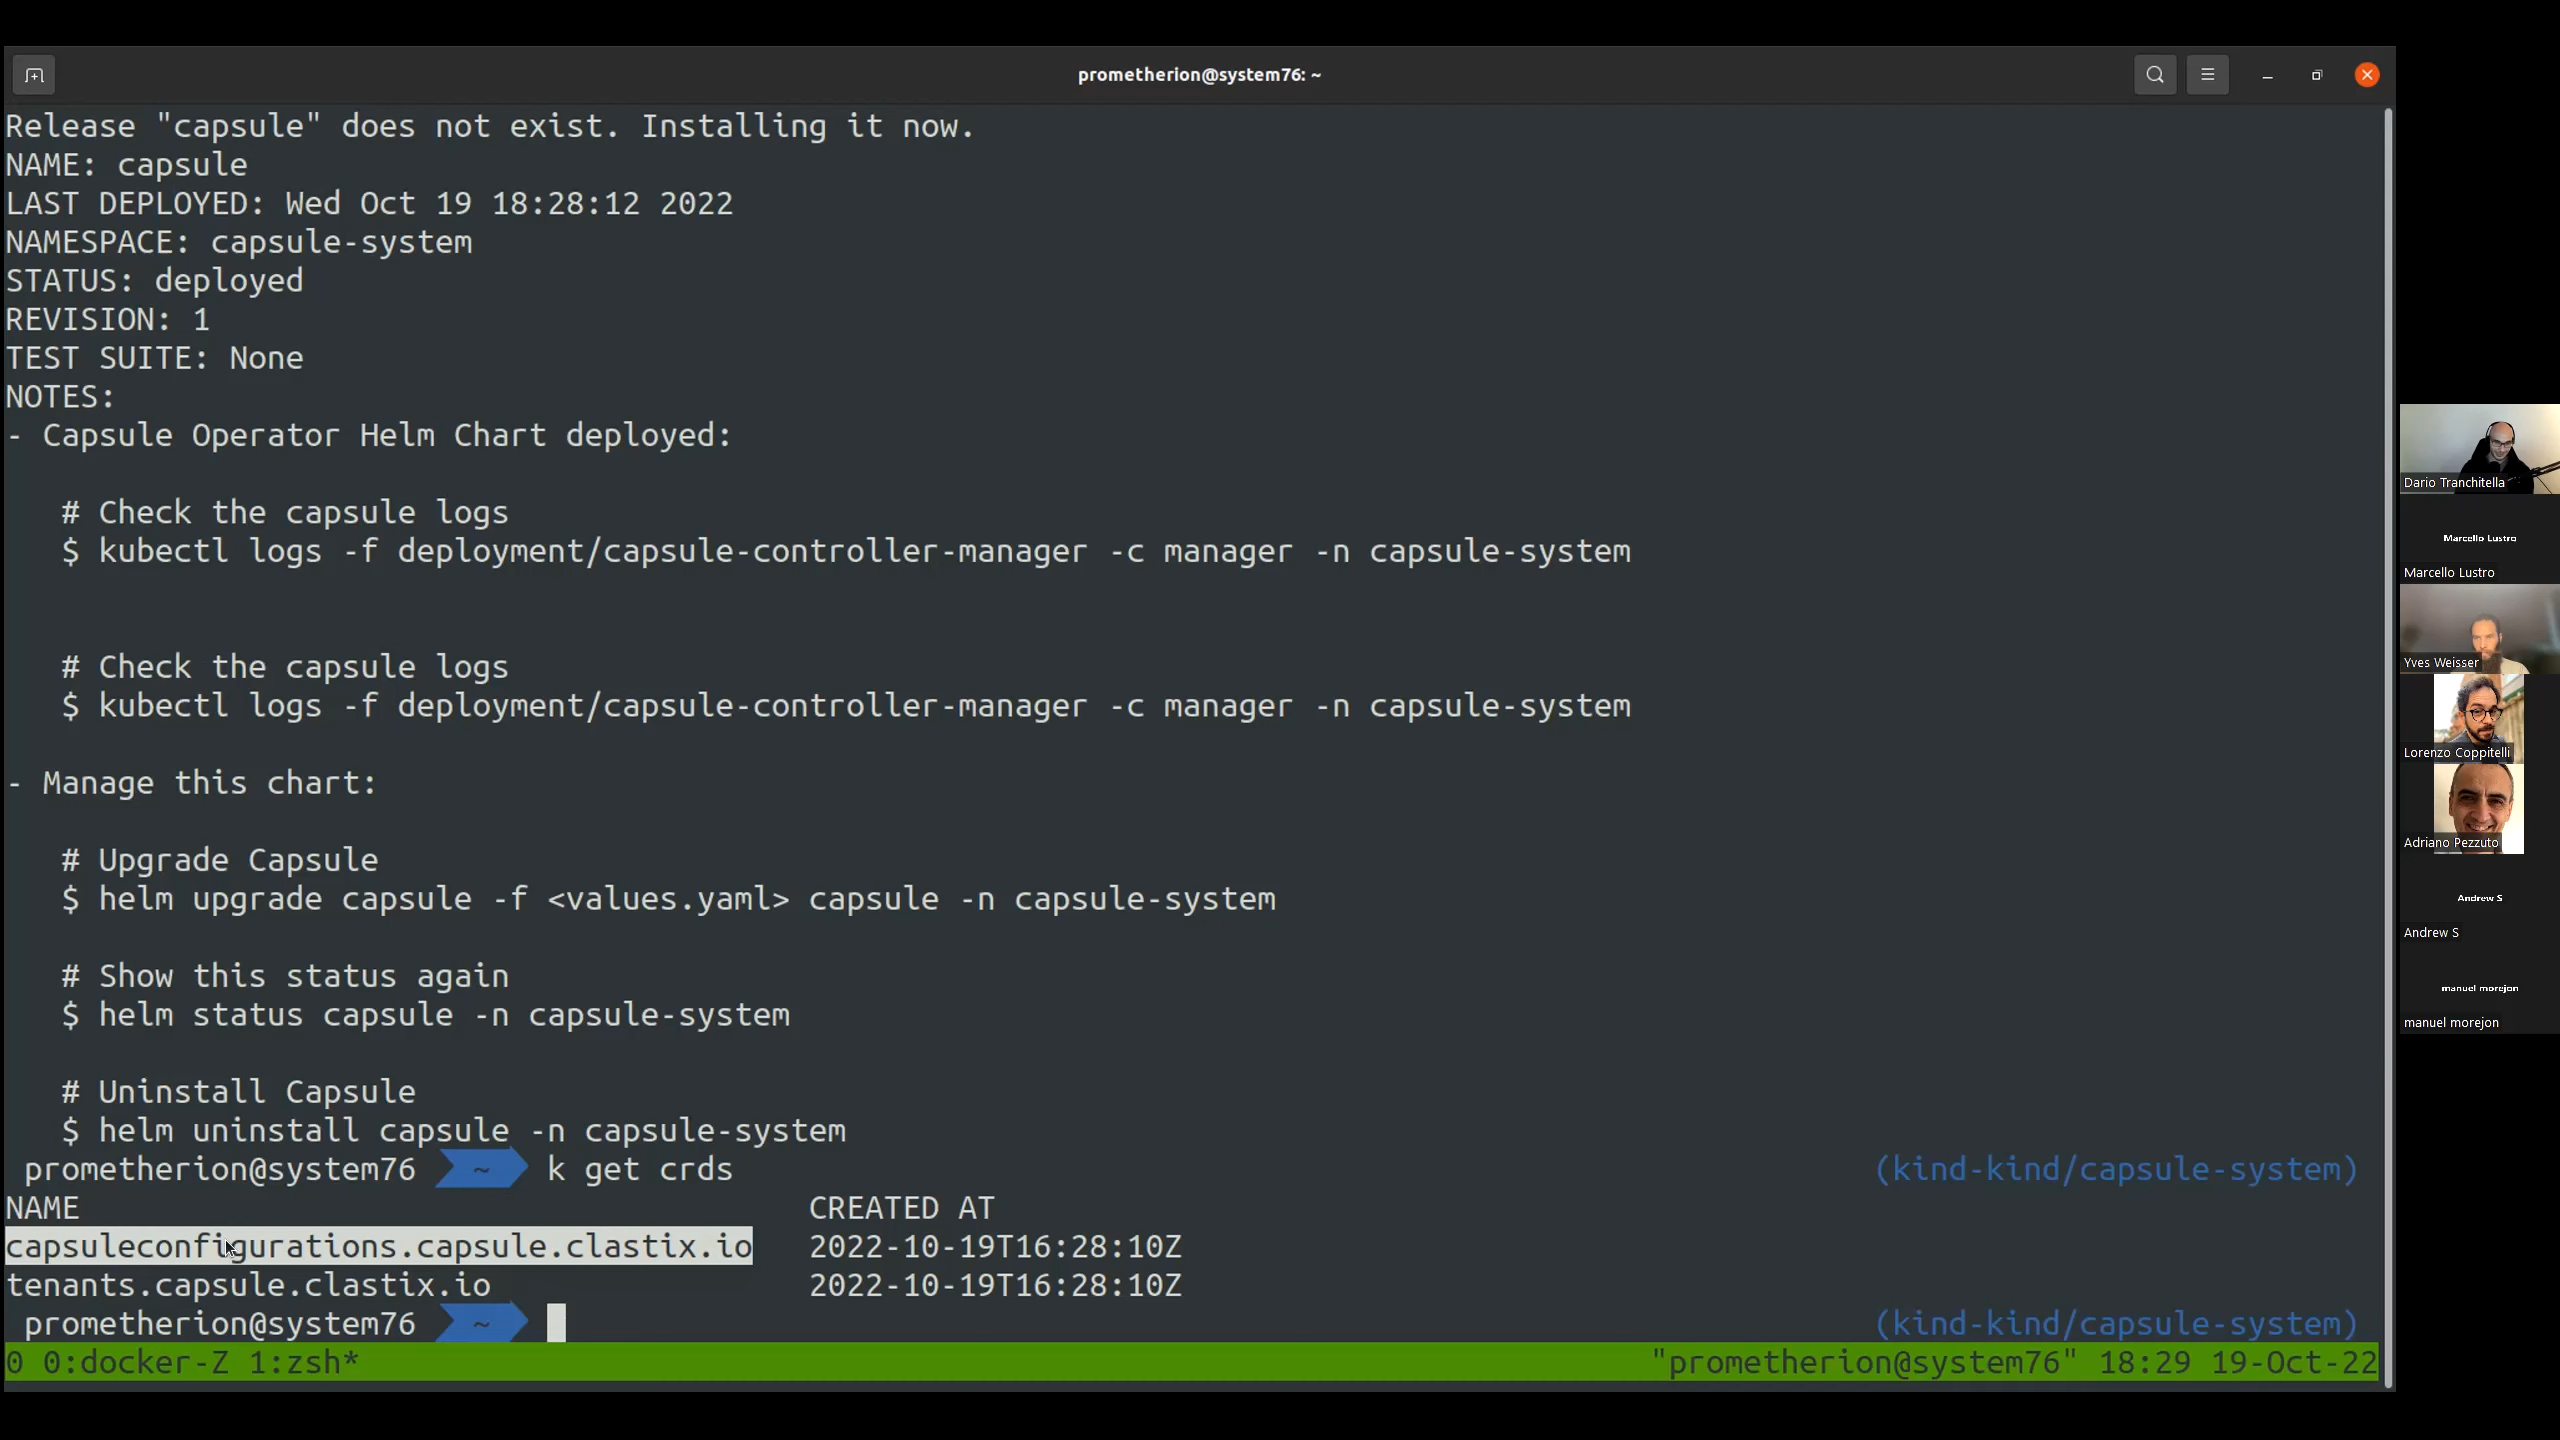 prometherion@system76: ~
Release "capsule" does not exist. Installing it now.
NAME: capsule
LAST DEPLOYED: Wed Oct 19 18:28:12 2022
NAMESPACE: capsule-system
STATUS: deployed
REVISION: 1
TEST SUITE: None
NOTES:
- Capsule Operator Helm Chart deployed:
# Check the capsule logs
$ kubectl logs -f deployment/capsule-controller-manager -c manager -n capsule-system
# Check the capsule logs
$ kubectl logs -f deployment/capsule-controller-manager -c manager -n capsule-system
- Manage this chart:
# Upgrade Capsule
$ helm upgrade capsule -f <values.yaml> capsule -n capsule-system
# Show this status again
$ helm status capsule -n capsule-system
# Uninstall Capsule
$ helm uninstall capsule -n capsule-system
prometherion@system76 ~ k get crds (kind-kind/capsule-system)
NAME CREATED AT
capsuleconfigurations.capsule.clastix.io 2022-10-19T16:28:10Z
tenants.capsule.clastix.io 2022-10-19T16:28:10Z
prometherion@system76 ~ (kind-kind/capsule-system)
0 0:docker-Z 1:zsh* "prometherion@system76" 18:29 19-Oct-22
Dario Tranchitella
Marcello Lustro
Marcello Lustro
Yves Weisser
Lorenzo Coppitelli
Adriano Pezzuto
Andrew S
Andrew S
manuel morejon
manuel morejon